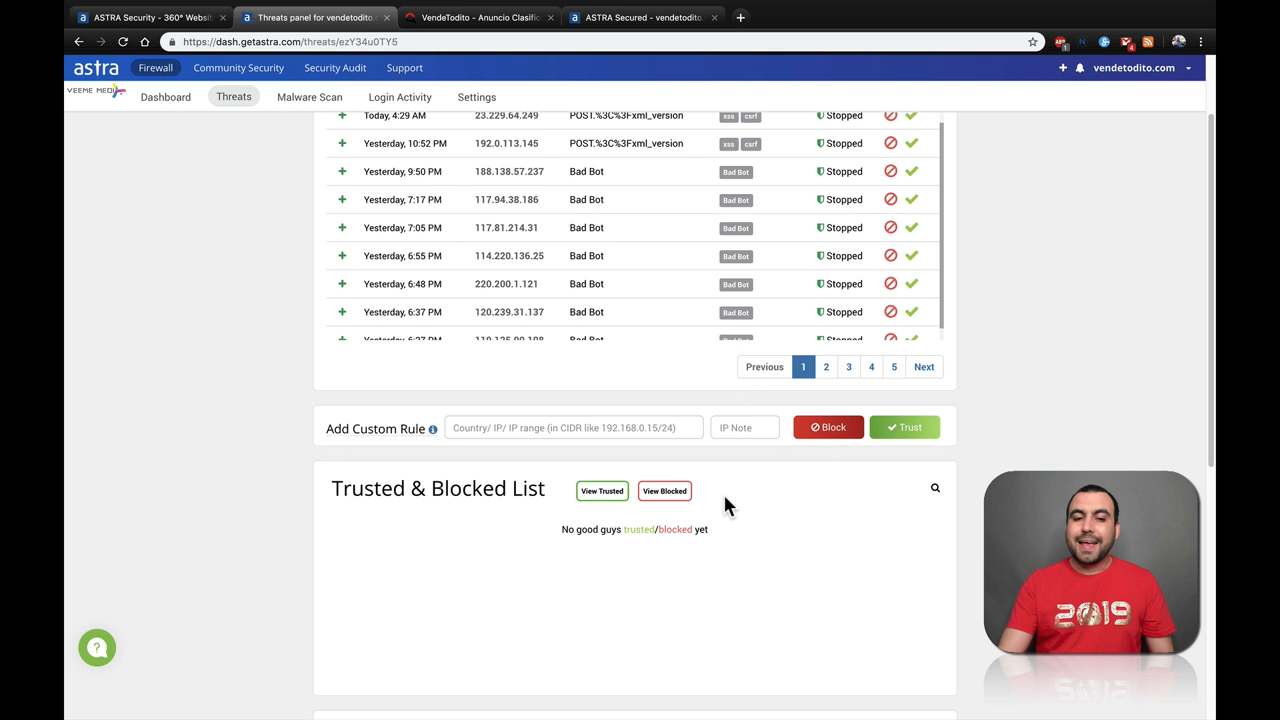 ASTRA Security - 360° Websit
Threats panel for vendetodito.
VendeTodito - Anuncio Clasific
ASTRA Secured - vendetodito.
https://dash.getastra.com/threats/ezY34u0TY5
astra Firewall Community Security Security Audit Support vendetodito.com
VEEME MEDIA Dashboard Threats Malware Scan Login Activity Settings
Today, 4:29 AM 23.229.64.249 POST.%3C%3Fxml_version xss csrf Stopped
Yesterday, 10:52 PM 192.0.113.145 POST.%3C%3Fxml_version xss csrf Stopped
Yesterday, 9:50 PM 188.138.57.237 Bad Bot Bad Bot Stopped
Yesterday, 7:17 PM 117.94.38.186 Bad Bot Bad Bot Stopped
Yesterday, 7:05 PM 117.81.214.31 Bad Bot Bad Bot Stopped
Yesterday, 6:55 PM 114.220.136.25 Bad Bot Bad Bot Stopped
Yesterday, 6:48 PM 220.200.1.121 Bad Bot Bad Bot Stopped
Yesterday, 6:37 PM 120.239.31.137 Bad Bot Bad Bot Stopped
Previous 1 2 3 4 5 Next
Add Custom Rule Country/ IP/ IP range (in CIDR like 192.168.0.15/24) IP Note Block Trust
Trusted & Blocked List View Trusted View Blocked
No good guys trusted/blocked yet
2019